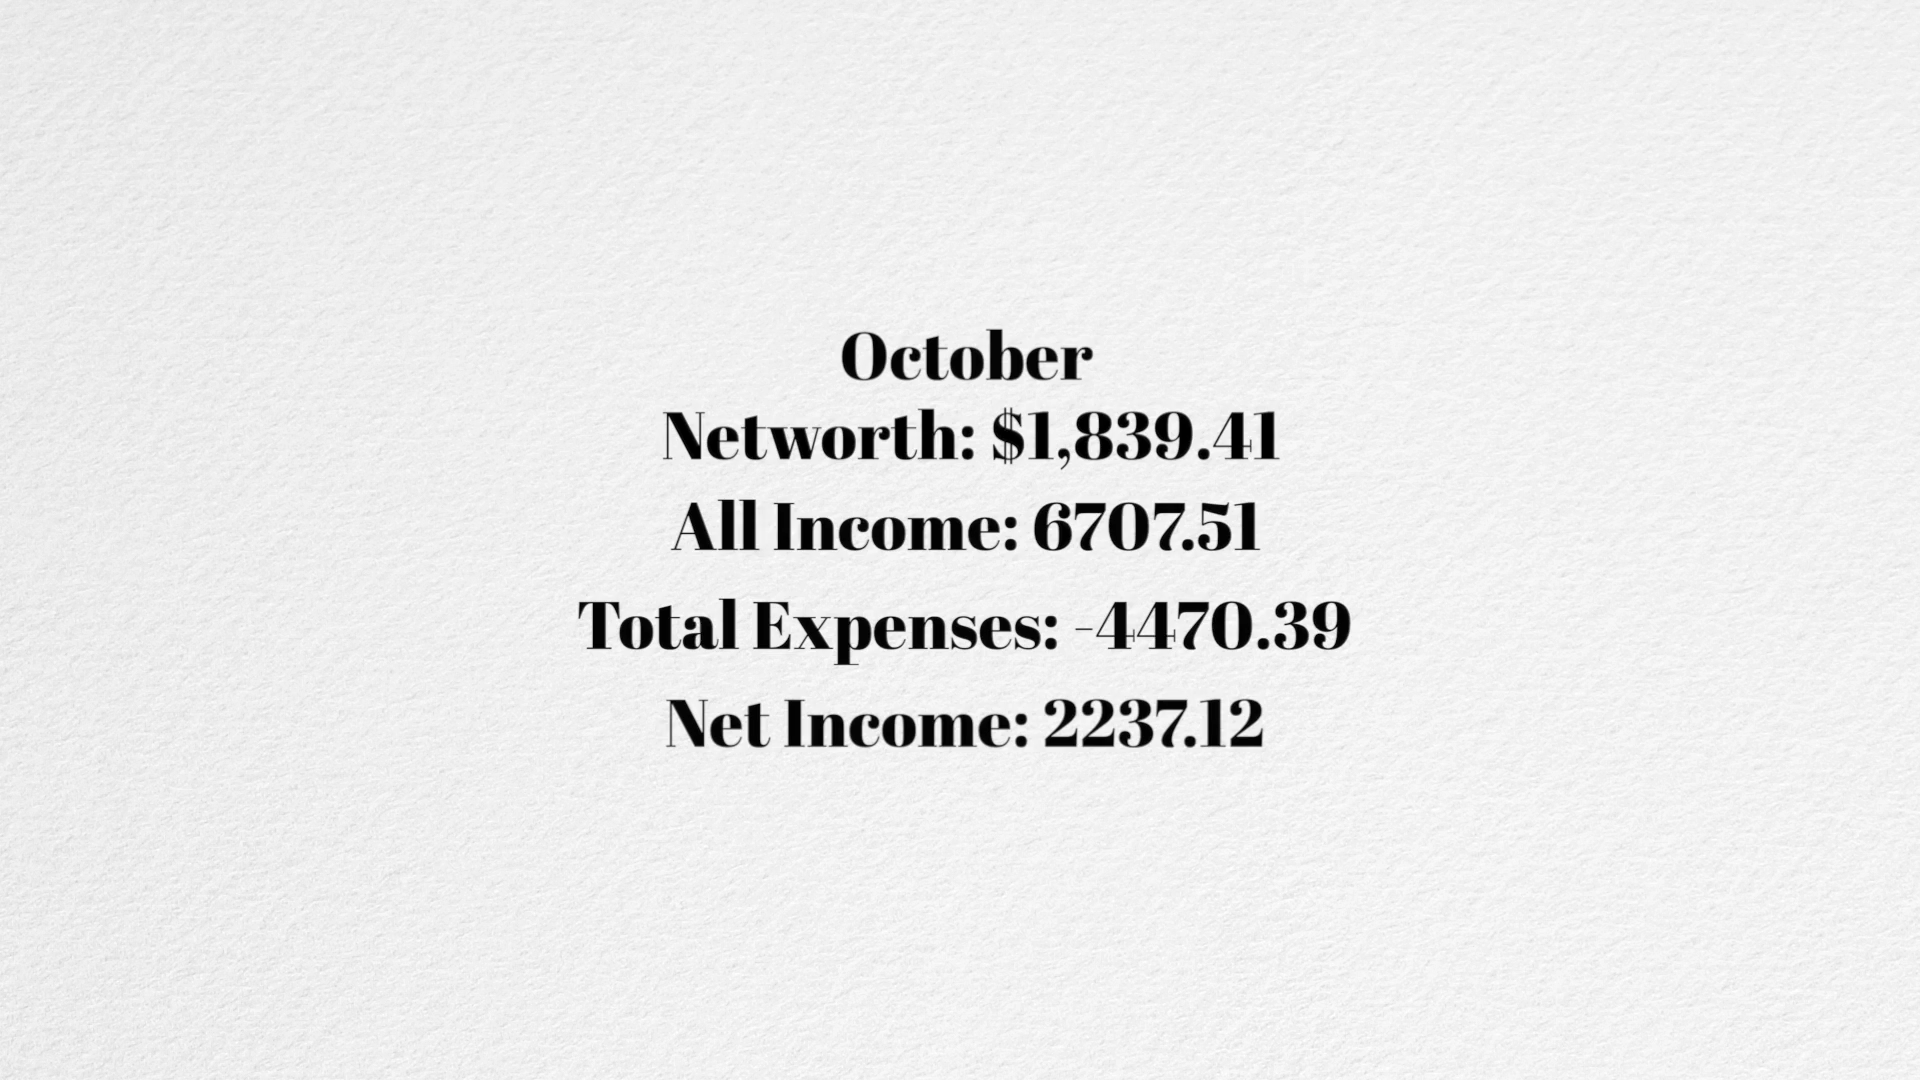 October
Networth: $1,839.41
All Income: 6707.51
Total Expenses: -4470.39
Net Income: 2237.12